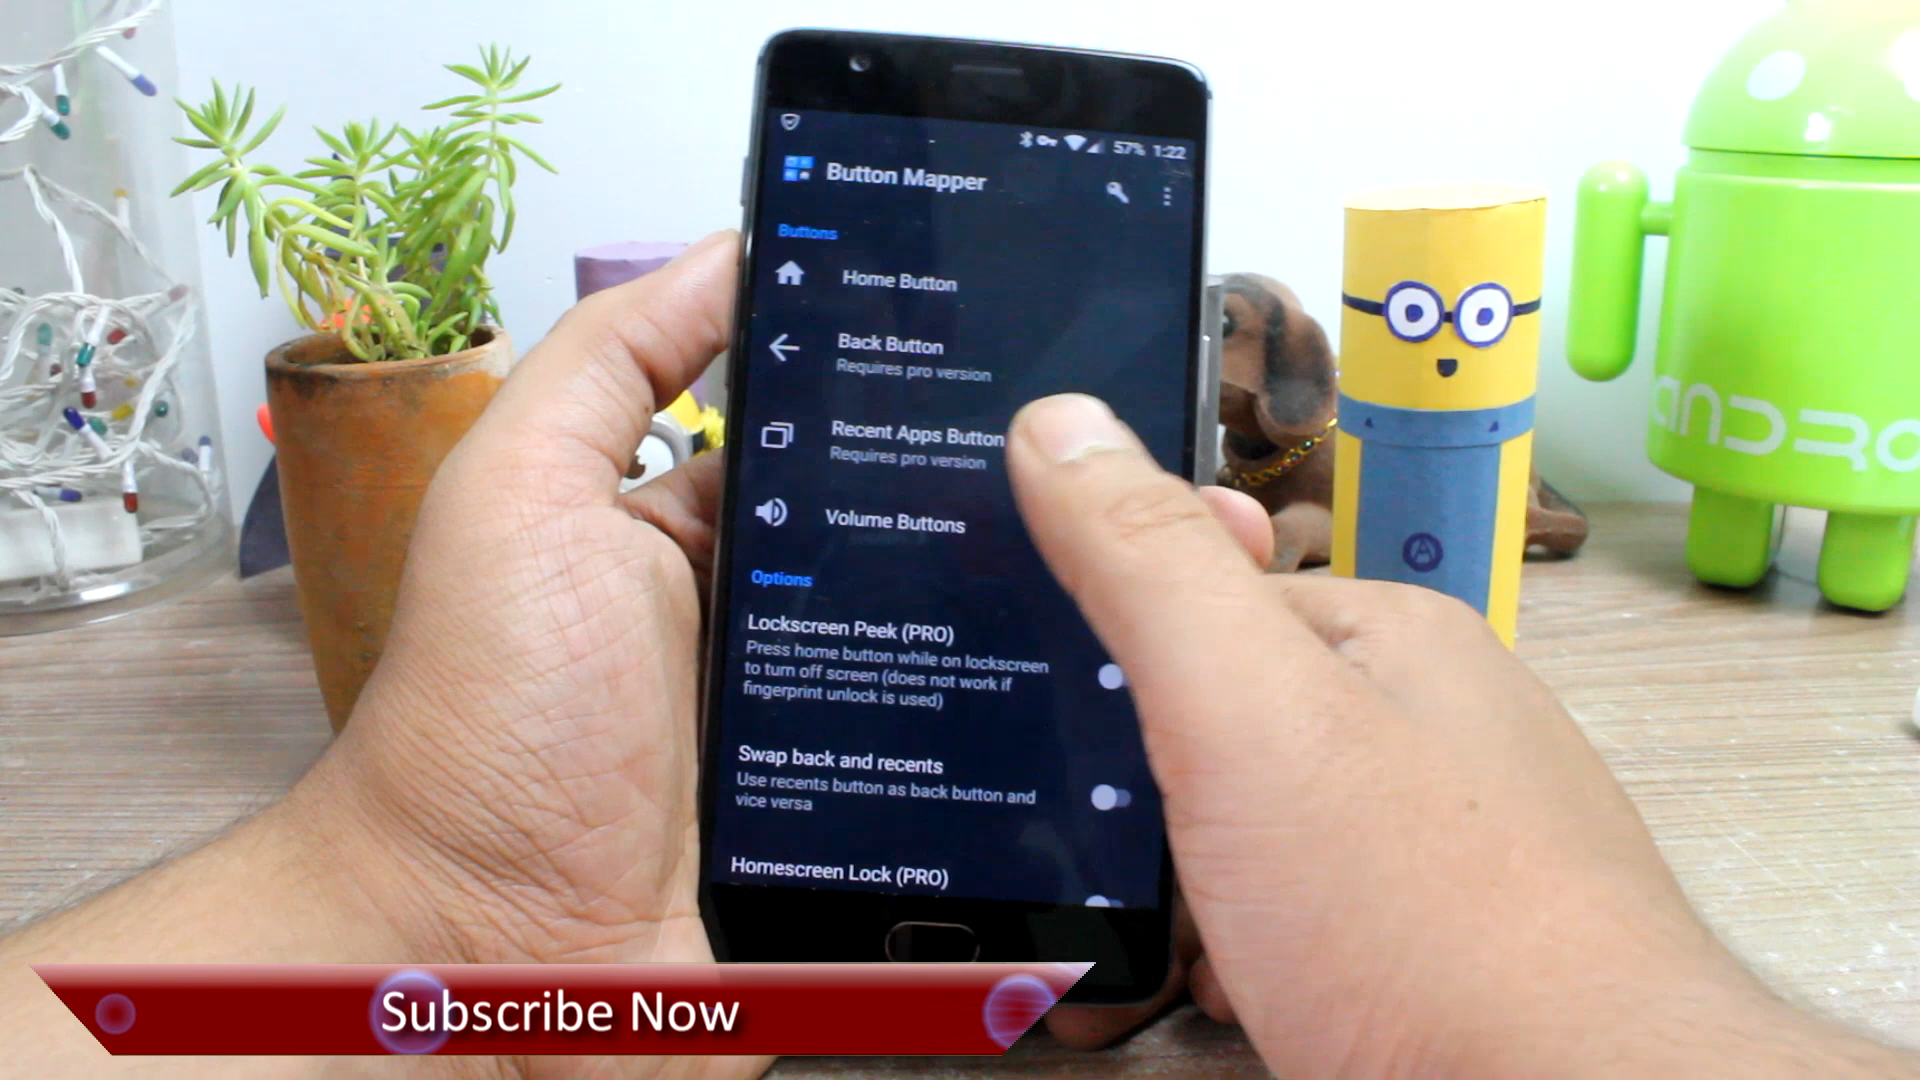 57% 1:22
Button Mapper
Buttons
Home Button
Back Button
Requires pro version
Recent Apps Button
Requires pro version
Volume Buttons
Options
Lockscreen Peek (PRO)
Press home button while on lockscreen
to turn off screen (does not work if
fingerprint unlock is used)
Swap back and recents
Use recents button as back button and
vice versa
Homescreen Lock (PRO)
ANDRO
Subscribe Now